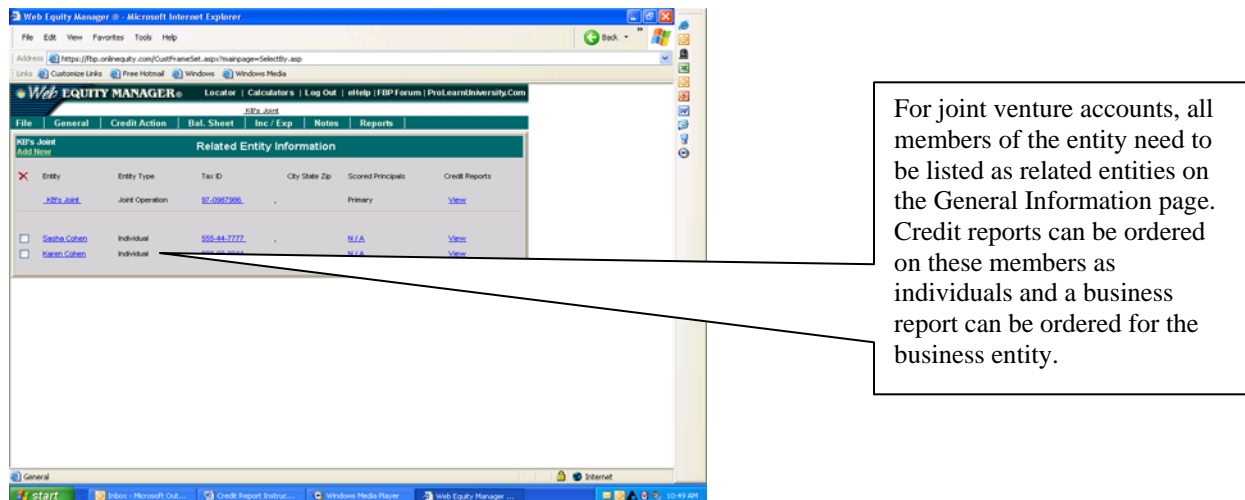 Web Equity Manager ® - Microsoft Internet Explorer
File Edit View Favorites Tools Help
Back
Address https://fbp.onlinequity.com/CustFrameSet.aspx?mainpage=SelectBy.asp
Links Customize Links Free Hotmail Windows Windows Media
Web EQUITY MANAGER® Locator | Calculators | Log Out | eHelp | FBP Forum | ProLearnUniversity.Com
KB's Joint
File | General | Credit Action | Bal. Sheet | Inc / Exp | Notes | Reports |
KB's Joint
Add New
Related Entity Information
Entity Entity Type Tax ID City State Zip Scored Principals Credit Reports
KB's Joint Joint Operation 97-0987986 , Primary View
Sasha Cohen Individual 555-44-7777 , N/A View
Karen Cohen Individual N/A View
For joint venture accounts, all
members of the entity need to
be listed as related entities on
the General Information page.
Credit reports can be ordered
on these members as
individuals and a business
report can be ordered for the
business entity.
General Internet
start Inbox - Microsoft Out... Credit Report Instruc... Windows Media Player Web Equity Manager ... 10:49 AM